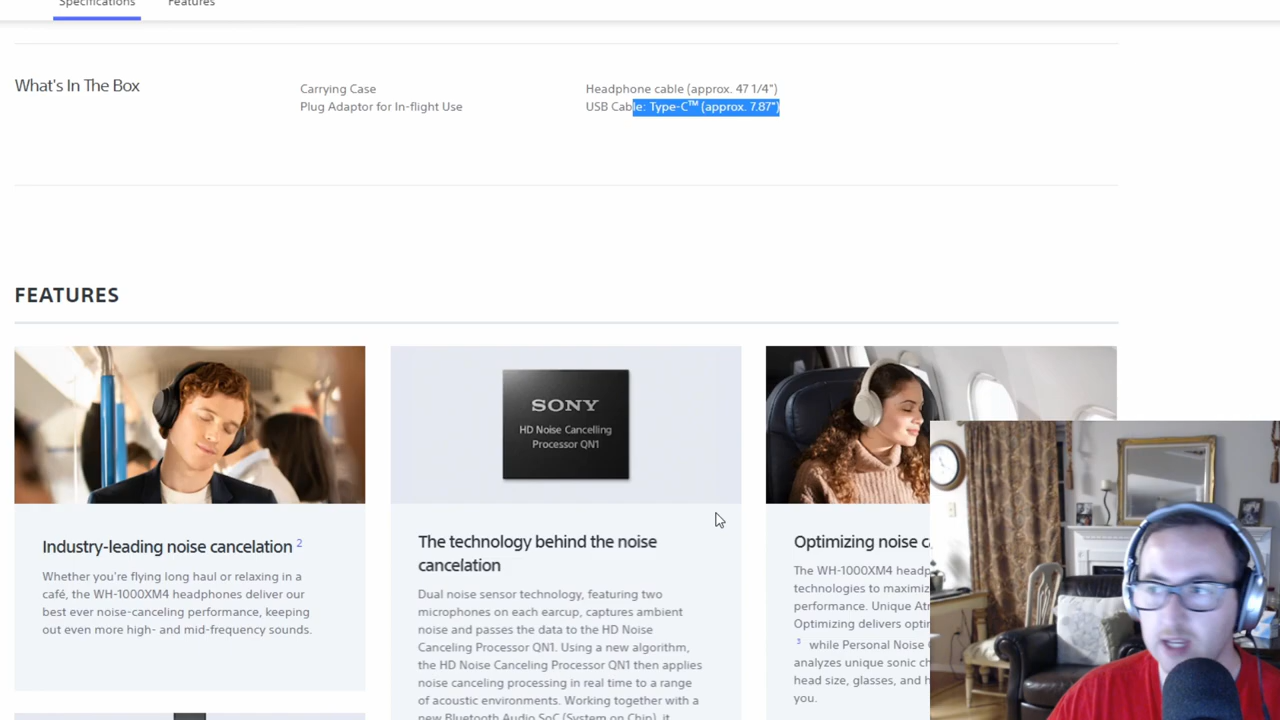 Specifications
Features
What's In The Box
Carrying Case
Plug Adaptor for In-flight Use
Headphone cable (approx. 47 1/4")
USB Cable: Type-C™ (approx. 7.87")
FEATURES
SONY
HD Noise Cancelling
Processor QN1
Industry-leading noise cancelation 2
Whether you're flying long haul or relaxing in a
café, the WH-1000XM4 headphones deliver our
best ever noise-canceling performance, keeping
out even more high- and mid-frequency sounds.
The technology behind the noise
cancelation
Dual noise sensor technology, featuring two
microphones on each earcup, captures ambient
noise and passes the data to the HD Noise
Canceling Processor QN1. Using a new algorithm,
the HD Noise Canceling Processor QN1 then applies
noise canceling processing in real time to a range
of acoustic environments. Working together with a
new Bluetooth Audio SoC (System on Chip), it
Optimizing noise c
The WH-1000XM4 headp
technologies to maximiz
performance. Unique At
Optimizing delivers opti
3 while Personal Noise
analyzes unique sonic ch
head size, glasses, and h
you.